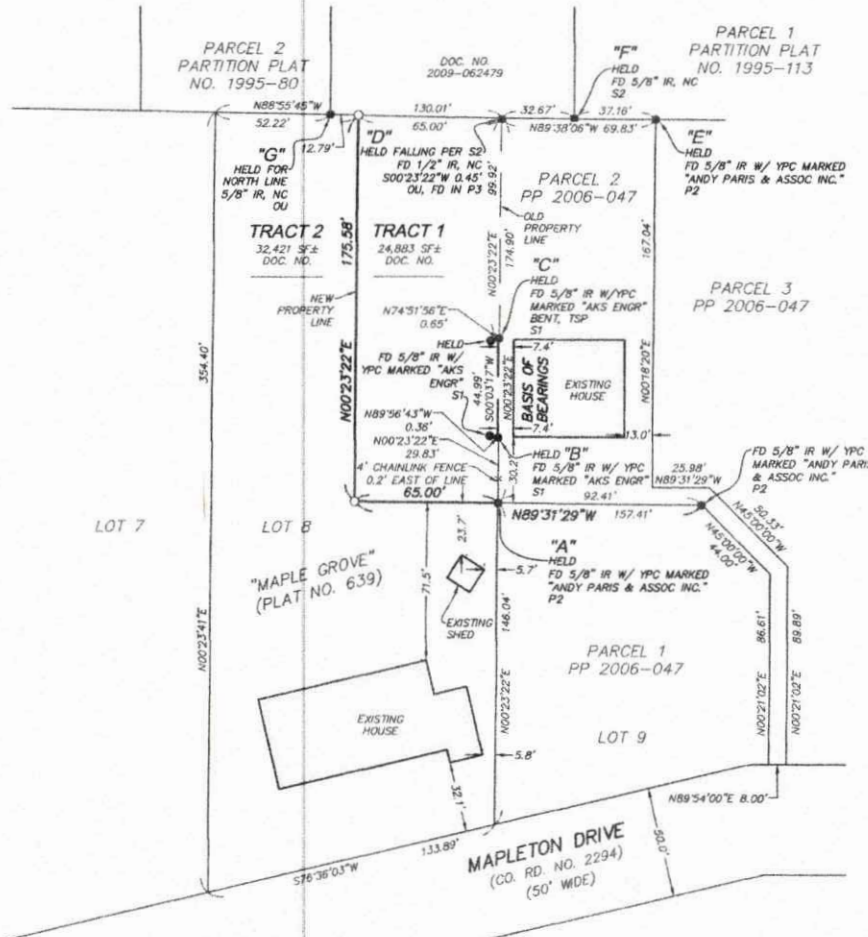 PARCEL 2
PARTITION PLAT
NO. 1995-80
DOC. NO.
2009-062479
"F"
HELD
FD 5/8" IR, NC
S2
PARCEL 1
PARTITION PLAT
NO. 1995-113
N88°55'45"W
52.22'
12.79'
130.01'
65.00'
32.67'
37.16'
N89°38'06"W 69.83'
"G"
HELD FOR
NORTH LINE
5/8" IR, NC
OU
"D"
HELD FALLING PER S2
FD 1/2" IR, NC
S00°23'22"W 0.45'
OU, FD IN P3
"E"
HELD
FD 5/8" IR W/ YPC MARKED
"ANDY PARIS & ASSOC INC."
P2
99.92'
PARCEL 2
PP 2006-047
TRACT 2
32,421 SF±
DOC. NO.
TRACT 1
24,883 SF±
DOC. NO.
175.58'
OLD
PROPERTY
LINE
N00°23'22"E
174.90'
167.04'
"C"
HELD
FD 5/8" IR W/YPC
MARKED "AKS ENGR"
BENT, TSP
S1
PARCEL 3
PP 2006-047
NEW
PROPERTY
LINE
N74°51'56"E
0.65'
354.40'
HELD
FD 5/8" IR W/
YPC MARKED "AKS
ENGR"
S1
44.99'
S00°03'17"W
N00°23'22"E
7.4'
BASIS OF
BEARINGS
EXISTING
HOUSE
N00°18'20"E
N00°23'22"E
N89°56'43"W
0.36'
N00°23'22"E
29.83'
7.4'
13.0'
HELD "B"
FD 5/8" IR W/ YPC
MARKED "AKS ENGR"
S1
30.2'
4' CHAINLINK FENCE
0.2' EAST OF LINE
65.00'
25.98'
N89°31'29"W
FD 5/8" IR W/ YPC
MARKED "ANDY PARIS
& ASSOC INC."
P2
92.41'
N89°31'29"W
157.41'
50.33'
N45°00'00"W
N45°00'00"W
44.00'
LOT 7
LOT 8
23.7'
"A"
HELD
FD 5/8" IR W/ YPC MARKED
"ANDY PARIS & ASSOC INC."
P2
"MAPLE GROVE"
(PLAT NO. 639)
71.5'
5.7'
EXISTING
SHED
146.04'
PARCEL 1
PP 2006-047
86.61'
89.89'
N00°23'41"E
N00°23'22"E
N00°21'02"E
N00°21'02"E
EXISTING
HOUSE
LOT 9
5.8'
32.1'
N89°54'00"E 8.00'
133.89'
S76°36'03"W
MAPLETON DRIVE
(CO. RD. NO. 2294)
(50' WIDE)
50.0'